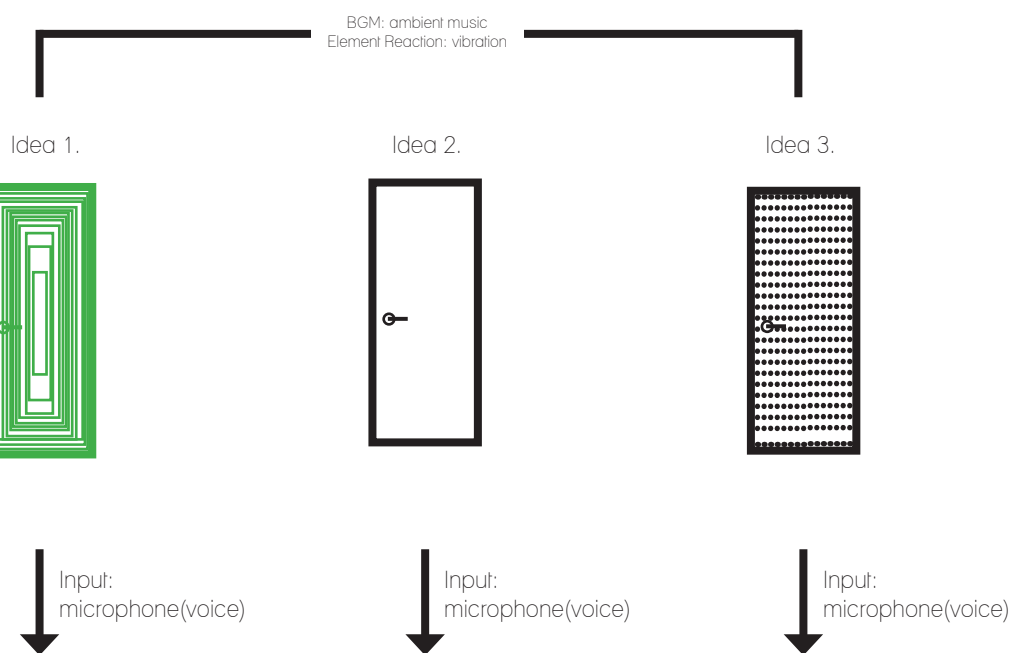 BGM: ambient music
Element Reaction: vibration
Idea 1.
Idea 2.
Idea 3.
Input:
microphone(voice)
Input:
microphone(voice)
Input:
microphone(voice)